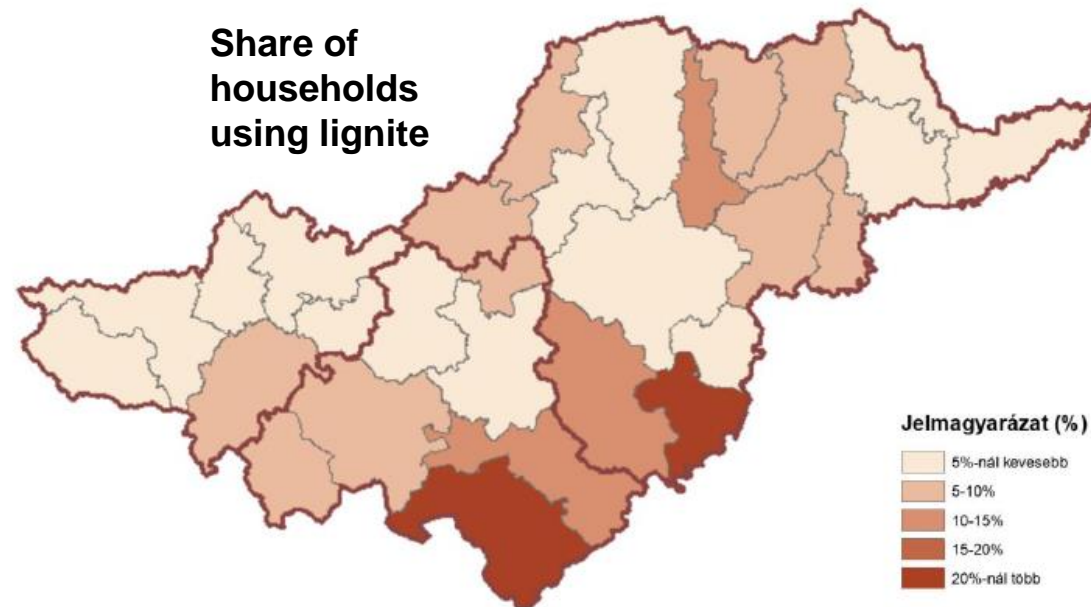 Share of
households
using lignite
Jelmagyarázat (%)
5%-nál kevesebb
5-10%
10-15%
15-20%
20%-nál több